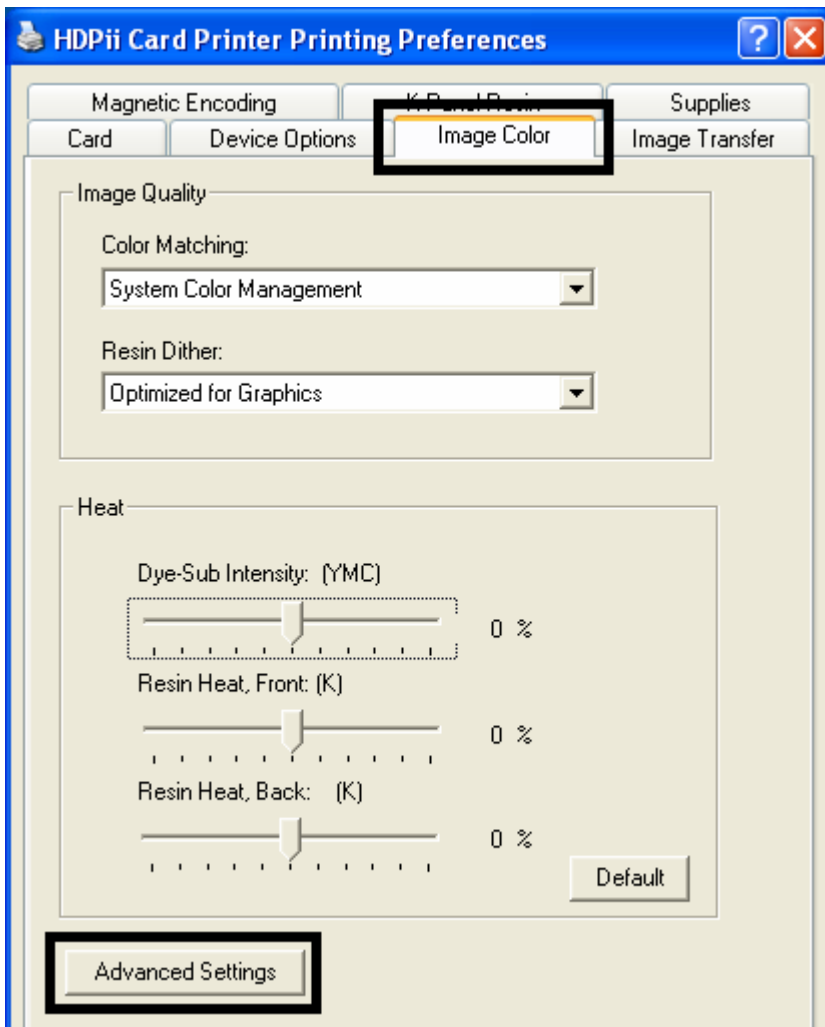 HDPii Card Printer Printing Preferences
Magnetic Encoding K Panel Resin Supplies
Card Device Options Image Color Image Transfer
Image Quality
Color Matching:
System Color Management
Resin Dither:
Optimized for Graphics
Heat
Dye-Sub Intensity: (YMC)
0 %
Resin Heat, Front: (K)
0 %
Resin Heat, Back: (K)
0 %
Default
Advanced Settings